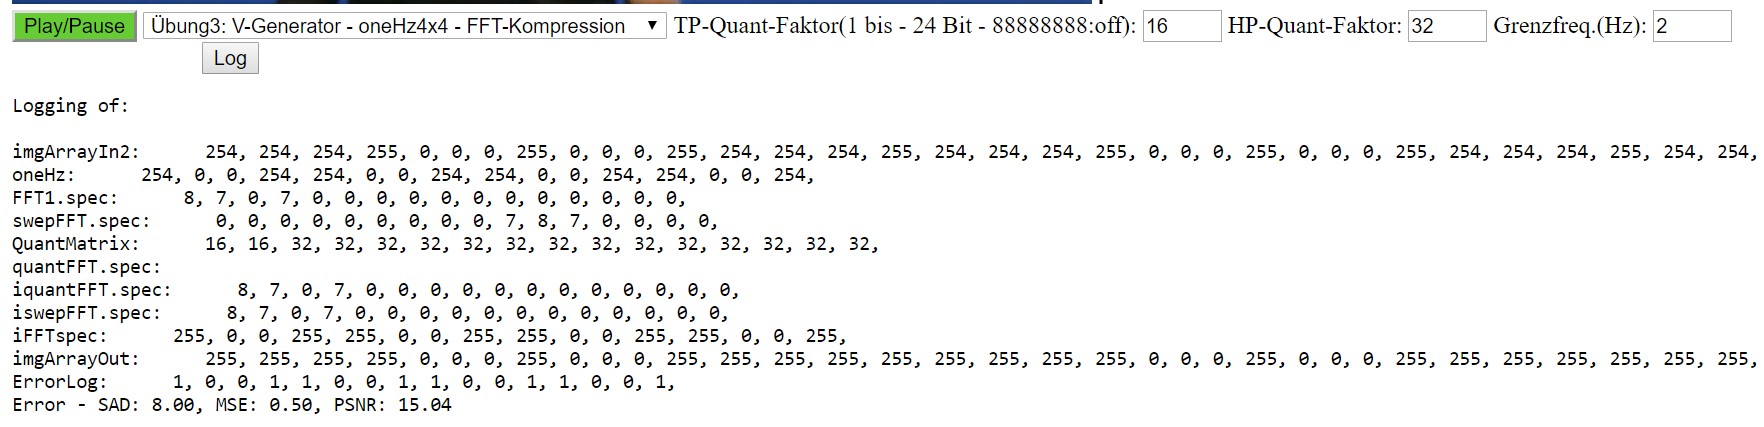 Play/Pause Übung3: V-Generator - oneHz4x4 - FFT-Kompression ▼ TP-Quant-Faktor(1 bis - 24 Bit - 88888888:off): 16 HP-Quant-Faktor: 32 Grenzfreq.(Hz): 2
Log
Logging of:
imgArrayIn2: 254, 254, 254, 255, 0, 0, 0, 255, 0, 0, 0, 255, 254, 254, 254, 255, 254, 254, 254, 255, 0, 0, 0, 255, 0, 0, 0, 255, 254, 254, 254, 255, 254, 254,
oneHz: 254, 0, 0, 254, 254, 0, 0, 254, 254, 0, 0, 254, 254, 0, 0, 254,
FFT1.spec: 8, 7, 0, 7, 0, 0, 0, 0, 0, 0, 0, 0, 0, 0, 0, 0,
swepFFT.spec: 0, 0, 0, 0, 0, 0, 0, 0, 0, 7, 8, 7, 0, 0, 0, 0,
QuantMatrix: 16, 16, 32, 32, 32, 32, 32, 32, 32, 32, 32, 32, 32, 32, 32, 32,
quantFFT.spec:
iquantFFT.spec: 8, 7, 0, 7, 0, 0, 0, 0, 0, 0, 0, 0, 0, 0, 0, 0,
iswepFFT.spec: 8, 7, 0, 7, 0, 0, 0, 0, 0, 0, 0, 0, 0, 0, 0, 0,
iFFTspec: 255, 0, 0, 255, 255, 0, 0, 255, 255, 0, 0, 255, 255, 0, 0, 255,
imgArrayOut: 255, 255, 255, 255, 0, 0, 0, 255, 0, 0, 0, 255, 255, 255, 255, 255, 255, 255, 255, 255, 0, 0, 0, 255, 0, 0, 0, 255, 255, 255, 255, 255, 255, 255,
ErrorLog: 1, 0, 0, 1, 1, 0, 0, 1, 1, 0, 0, 1, 1, 0, 0, 1,
Error - SAD: 8.00, MSE: 0.50, PSNR: 15.04